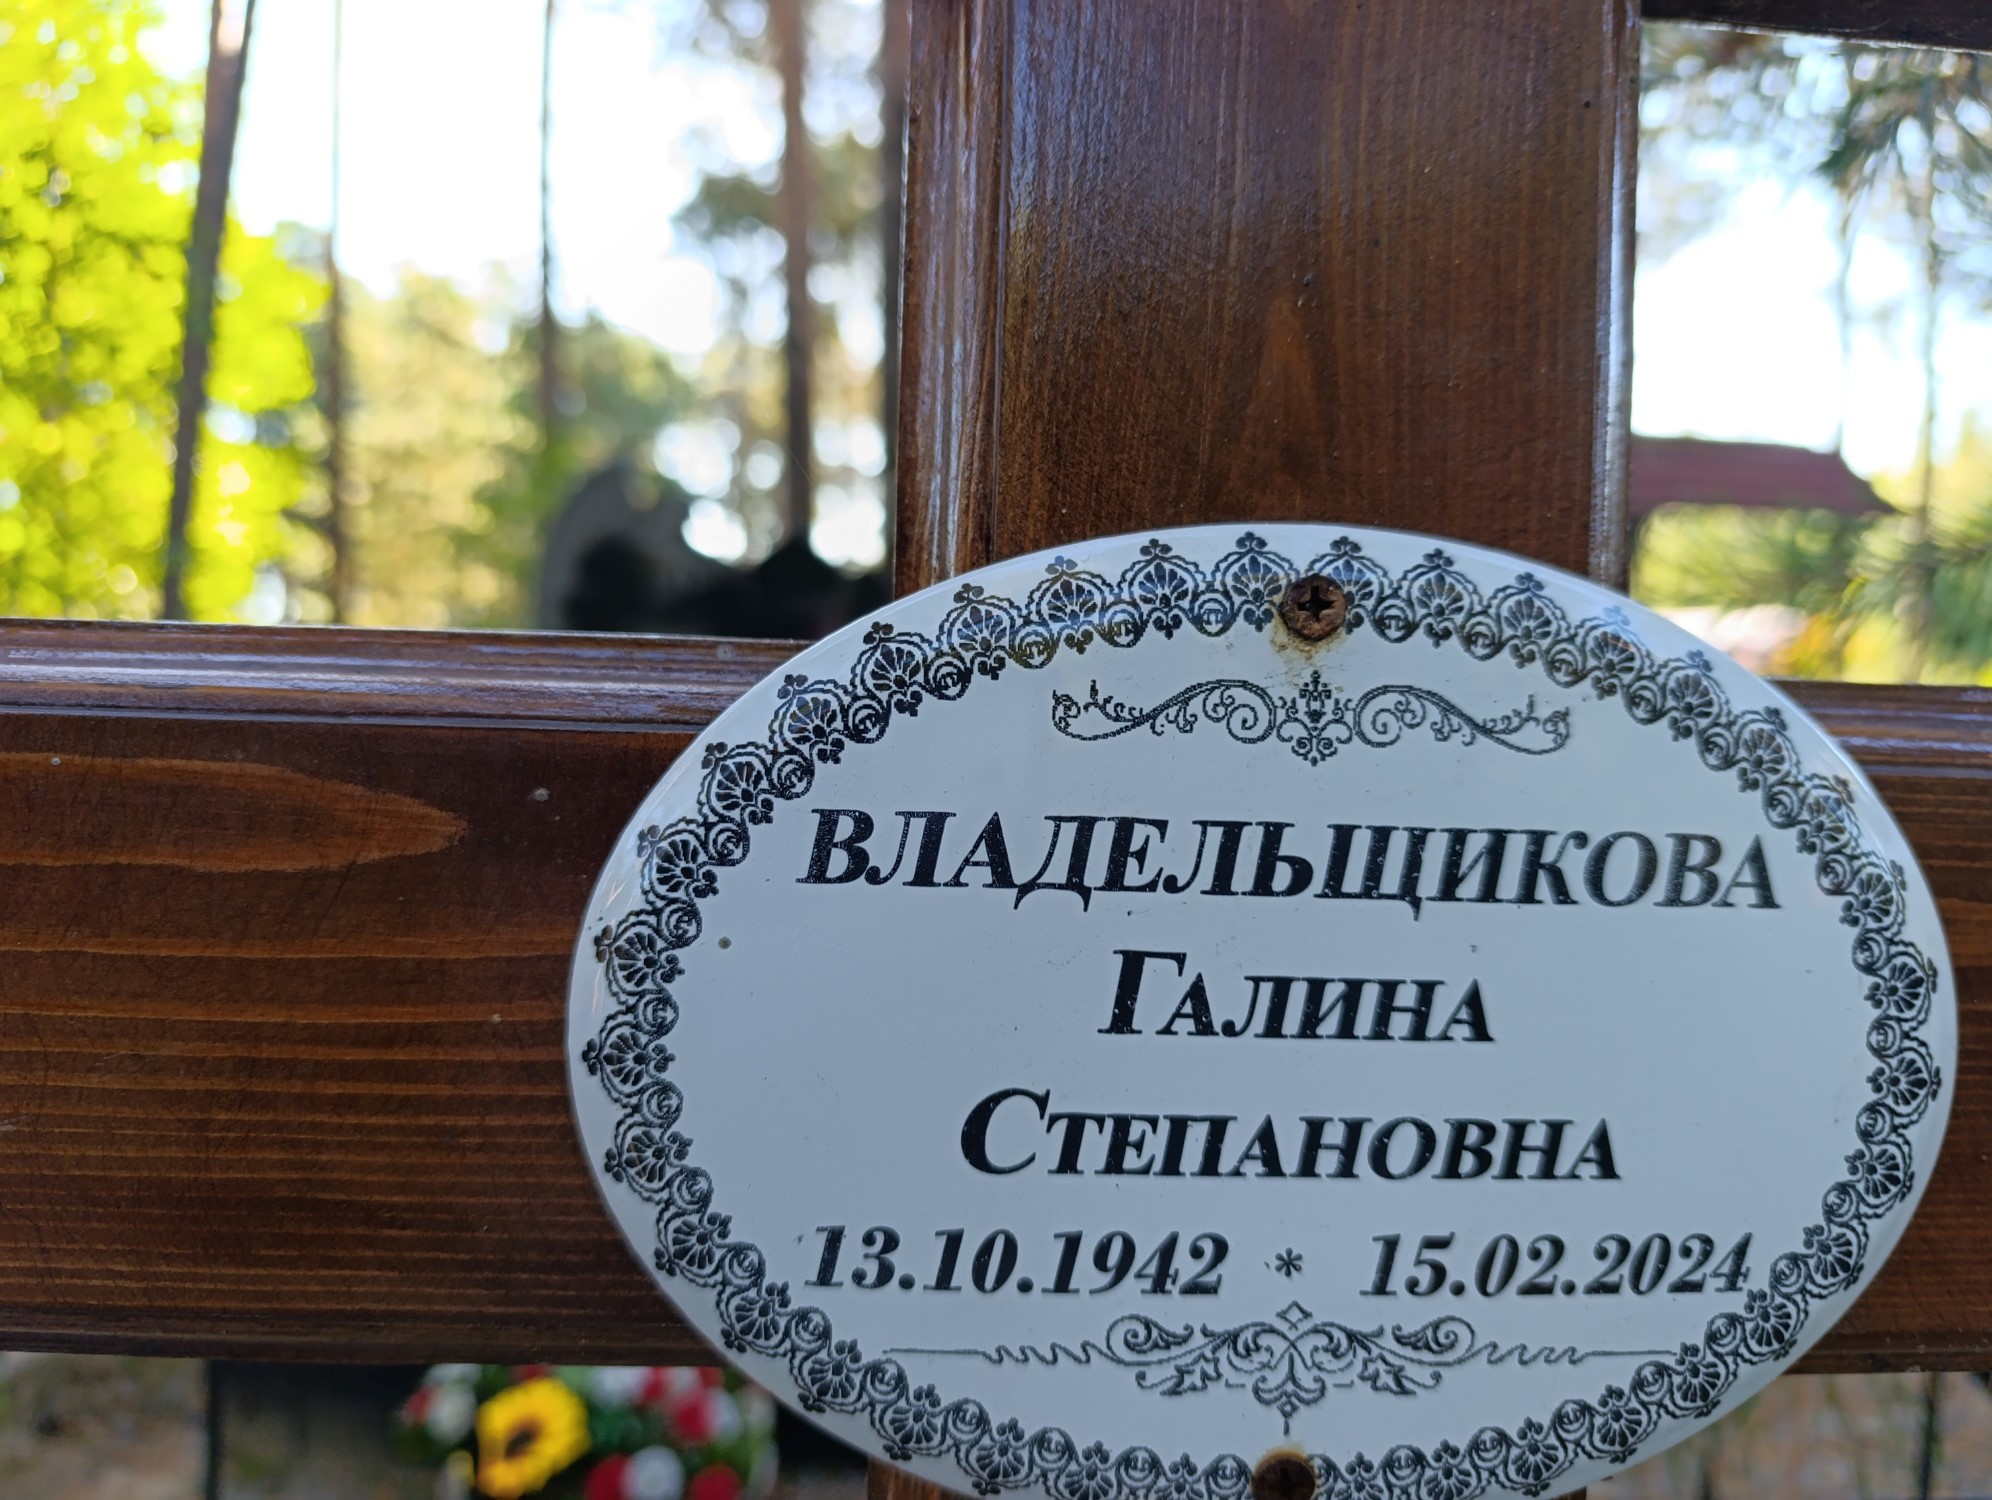 ВЛАДЕЛЬЩИКОВА
ГАЛИНА
СТЕПАНОВНА
13.10.1942 * 15.02.2024